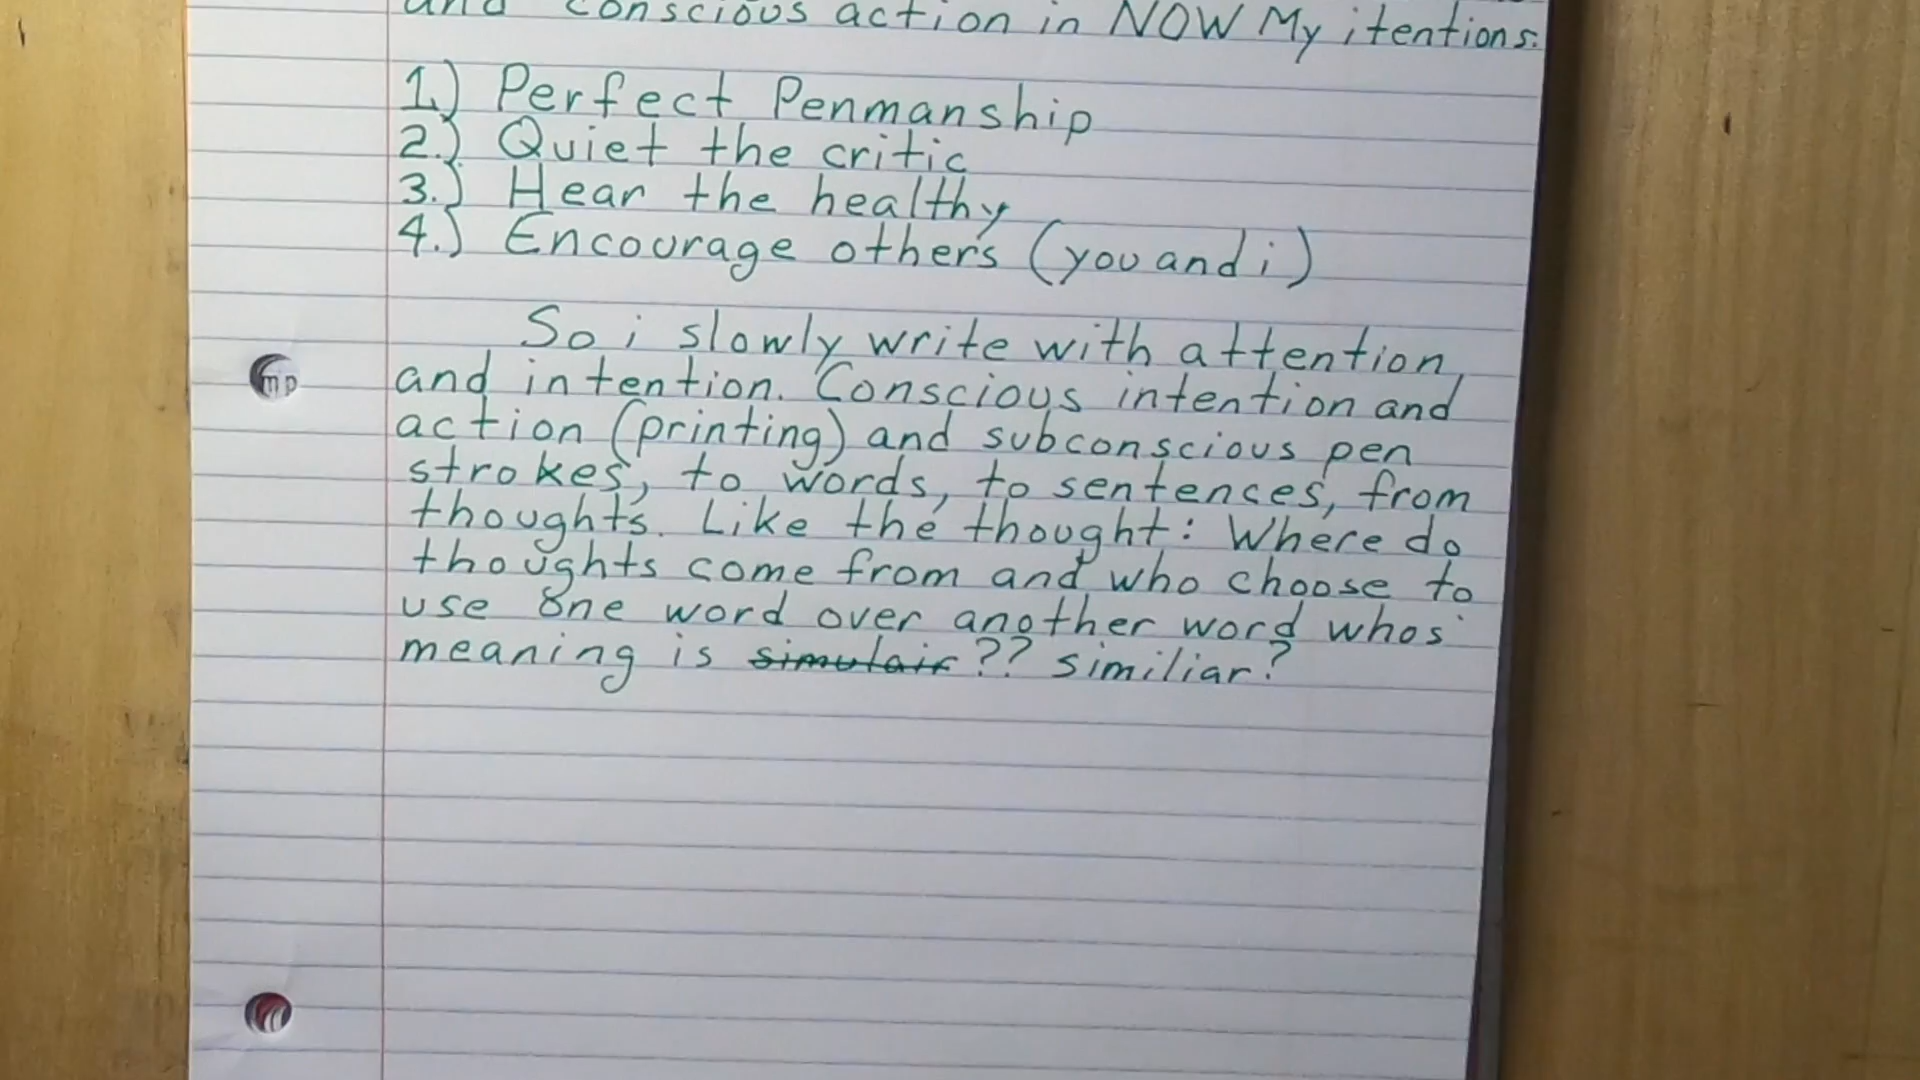 and conscious action in NOW My itentions:
1.) Perfect Penmanship
2.) Quiet the critic
3.) Hear the healthy
4.) Encourage others (you and i)
So i slowly write with attention
and intention. Conscious intention and
action (printing) and subconscious pen
strokes, to words, to sentences, from
thoughts. Like the thought: Where do
thoughts come from and who choose to
use one word over another word whos
meaning is simulair?? similiar?
mp